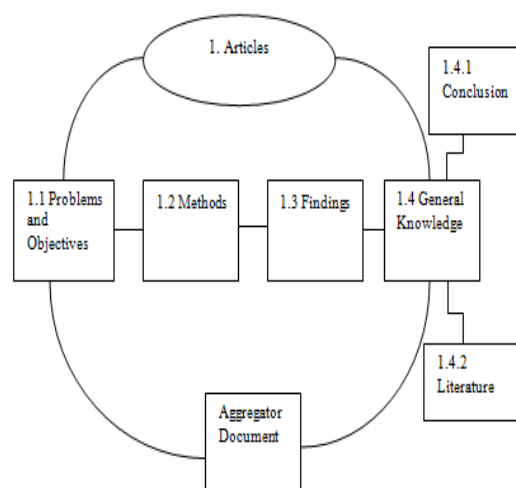 1. Articles
1.4.1
Conclusion
1.1 Problems
and
Objectives
1.2 Methods
1.3 Findings
1.4 General
Knowledge
1.4.2
Literature
Aggregator
Document